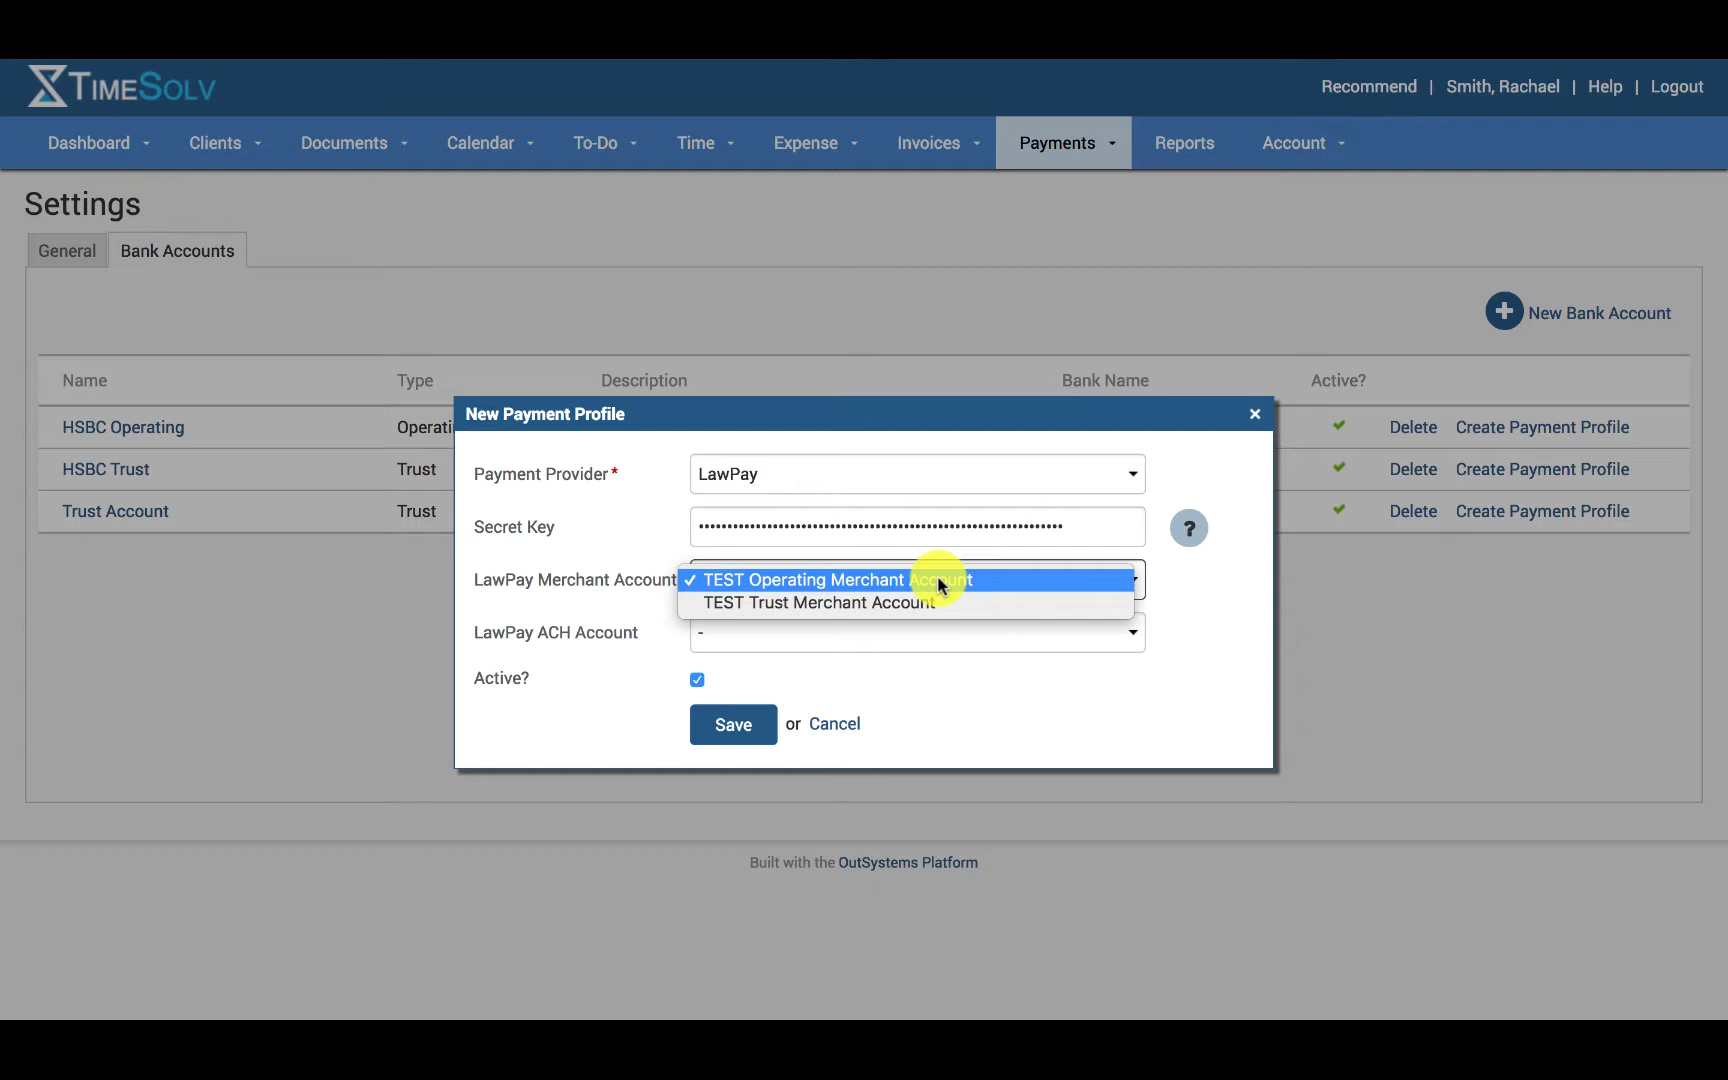 TIMESOLV
Recommend | Smith, Rachael | Help | Logout
Dashboard Clients Documents Calendar To-Do Time Expense Invoices Payments Reports Account
Settings
General Bank Accounts
New Bank Account
Name Type Description Bank Name Active?
HSBC Operating Operati Delete Create Payment Profile
HSBC Trust Trust Delete Create Payment Profile
Trust Account Trust Delete Create Payment Profile
New Payment Profile ×
Payment Provider* LawPay
Secret Key ?
LawPay Merchant Account ✓ TEST Operating Merchant Account
TEST Trust Merchant Account
LawPay ACH Account -
Active?
Save or Cancel
Built with the OutSystems Platform